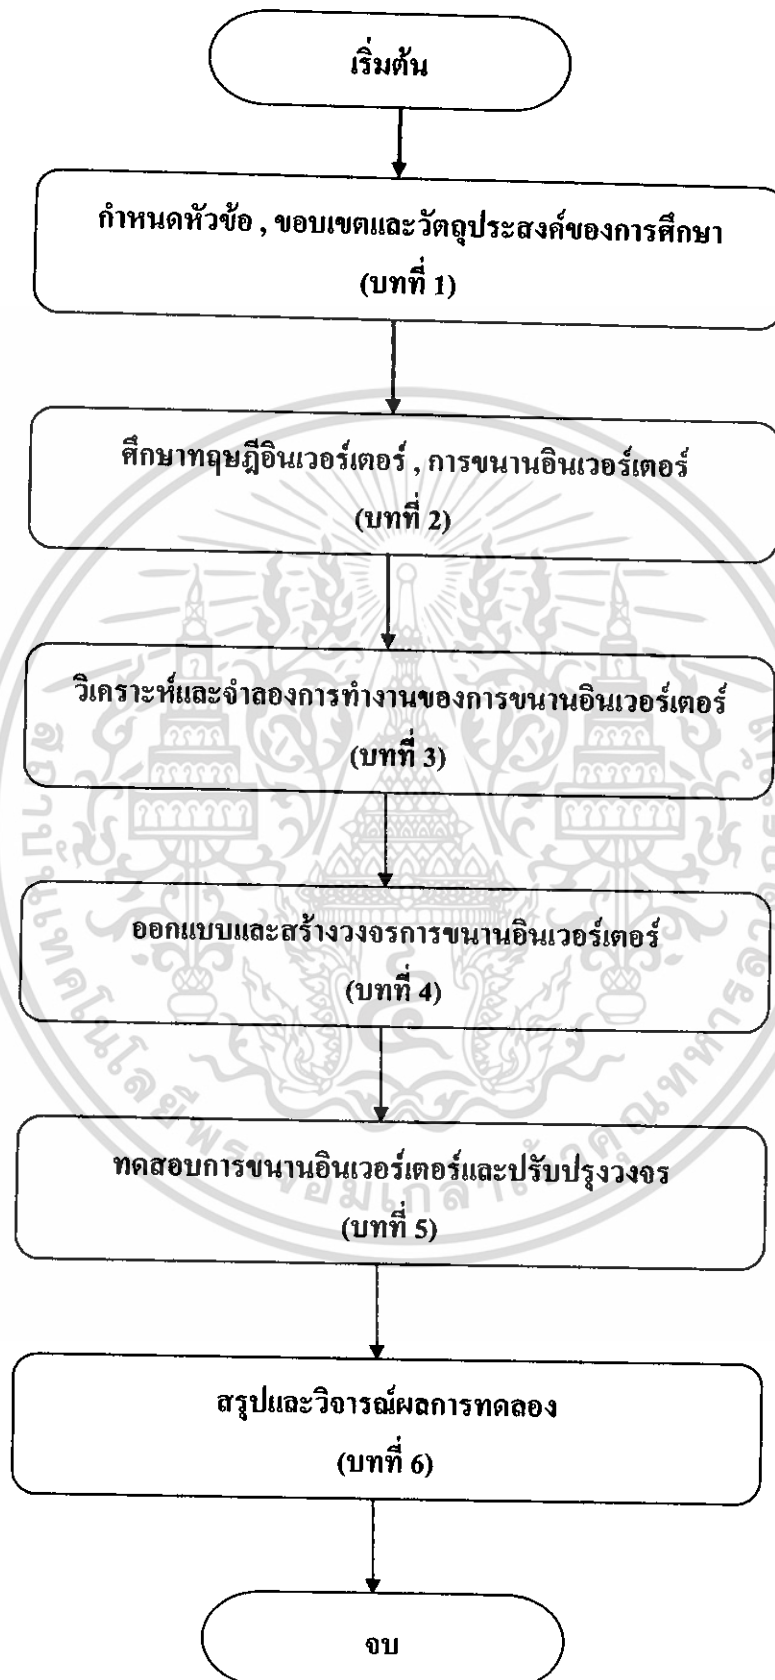 เริ่มต้น
กำหนดหัวข้อ , ขอบเขตและวัตถุประสงค์ของการศึกษา
(บทที่ 1)
ศึกษาทฤษฎีอินเวอร์เตอร์ , การขนานอินเวอร์เตอร์
(บทที่ 2)
วิเคราะห์และจำลองการทำงานของการขนานอินเวอร์เตอร์
(บทที่ 3)
ออกแบบและสร้างวงจรการขนานอินเวอร์เตอร์
(บทที่ 4)
ทดสอบการขนานอินเวอร์เตอร์และปรับปรุงวงจร
(บทที่ 5)
สรุปและวิจารณ์ผลการทดลอง
(บทที่ 6)
จบ